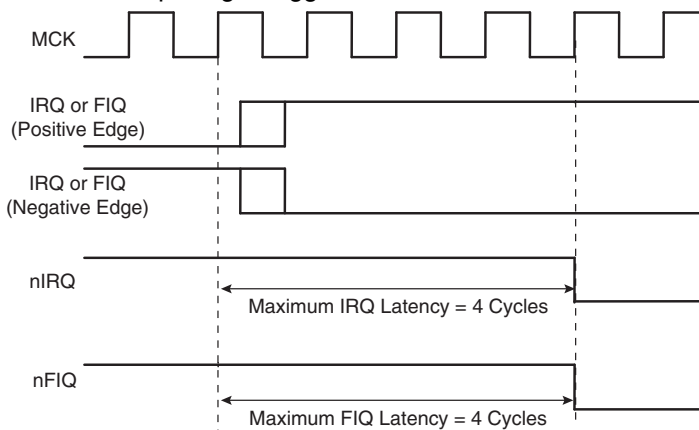 MCK
IRQ or FIQ
(Positive Edge)
IRQ or FIQ
(Negative Edge)
nIRQ
Maximum IRQ Latency = 4 Cycles
nFIQ
Maximum FIQ Latency = 4 Cycles